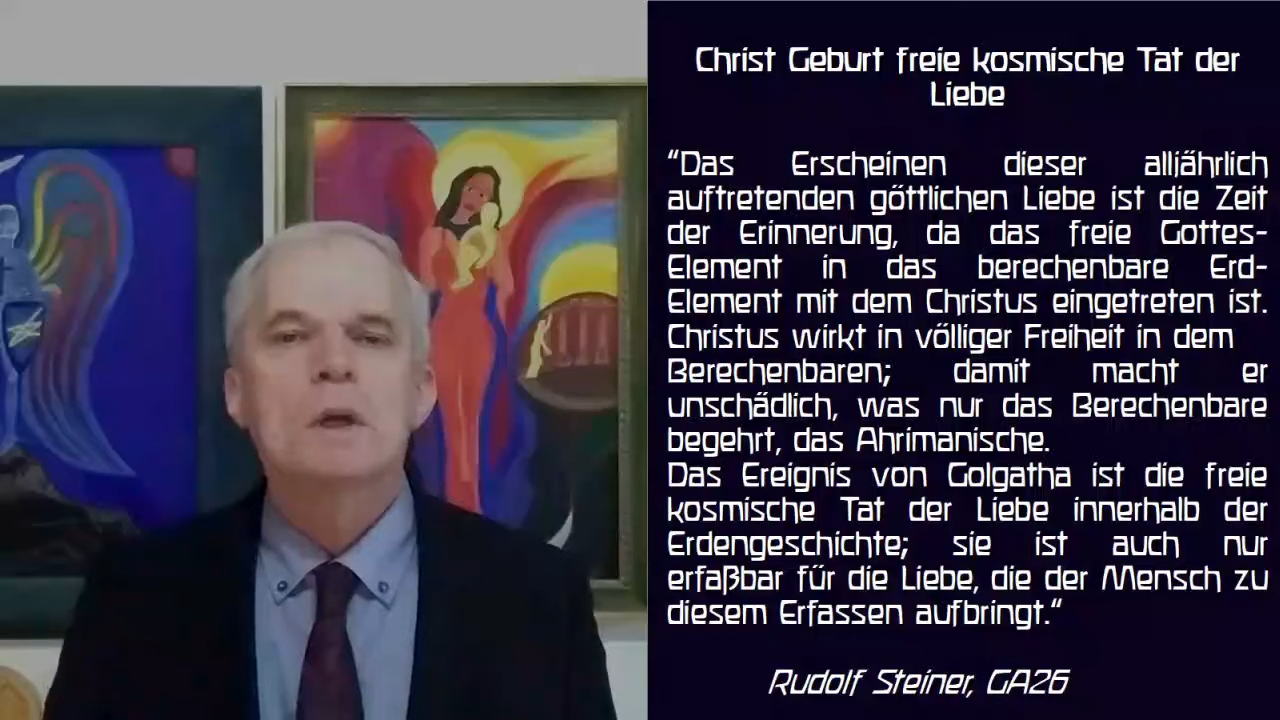 Christ Geburt freie kosmische Tat der
Liebe
“Das Erscheinen dieser alljährlich
auftretenden göttlichen Liebe ist die Zeit
der Erinnerung, da das freie Gottes-
Element in das berechenbare Erd-
Element mit dem Christus eingetreten ist.
Christus wirkt in völliger Freiheit in dem
Berechenbaren; damit macht er
unschädlich, was nur das Berechenbare
begehrt, das Ahrimanische.
Das Ereignis von Golgatha ist die freie
kosmische Tat der Liebe innerhalb der
Erdengeschichte; sie ist auch nur
erfaßbar für die Liebe, die der Mensch zu
diesem Erfassen aufbringt.“
Rudolf Steiner, GA26